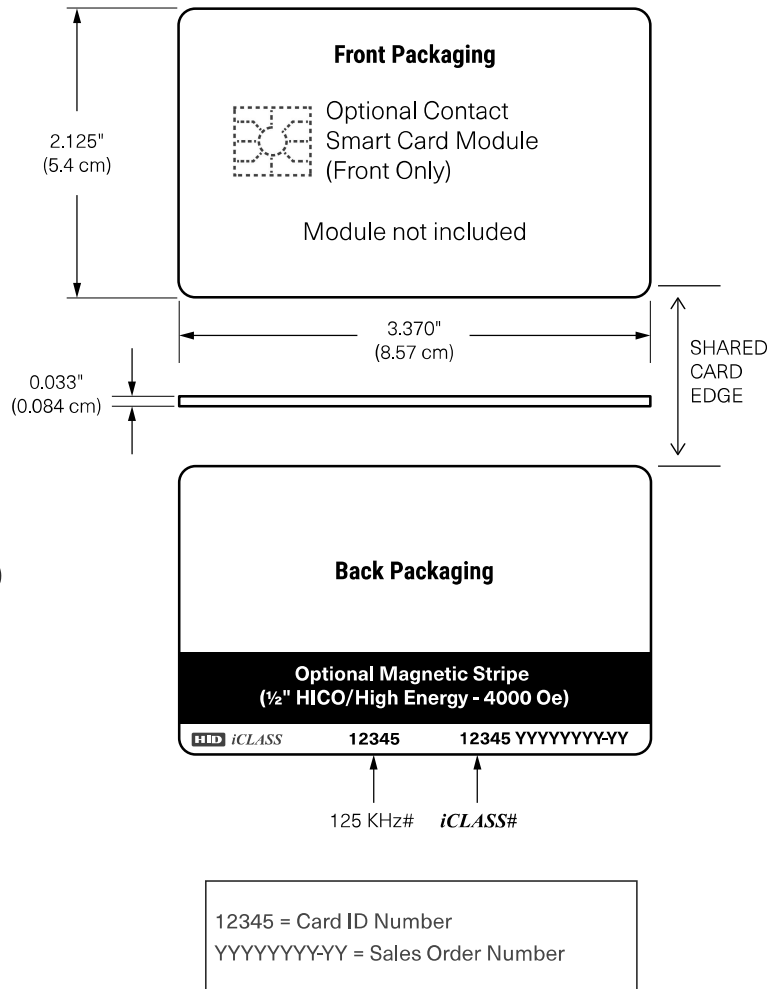 Front Packaging
Optional Contact
Smart Card Module
(Front Only)
Module not included
2.125"
(5.4 cm)
3.370"
(8.57 cm)
SHARED
CARD
EDGE
0.033"
(0.084 cm)
)
Back Packaging
Optional Magnetic Stripe
(½" HICO/High Energy - 4000 Oe)
HID iCLASS 12345 12345 YYYYYYYY-YY
125 KHz# iCLASS#
12345 = Card ID Number
YYYYYYYY-YY = Sales Order Number